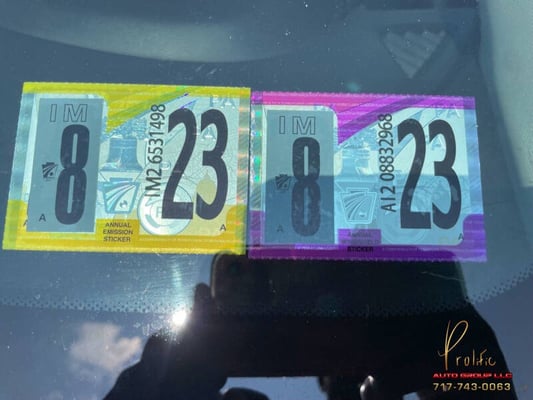 IM
8
A
PA
IM2 6531498
23
A
ANNUAL
EMISSION
STICKER
IM
8
A
AI2 08832968
23
A
STICKER
Prolific
AUTO GROUP LLC
717-743-0063